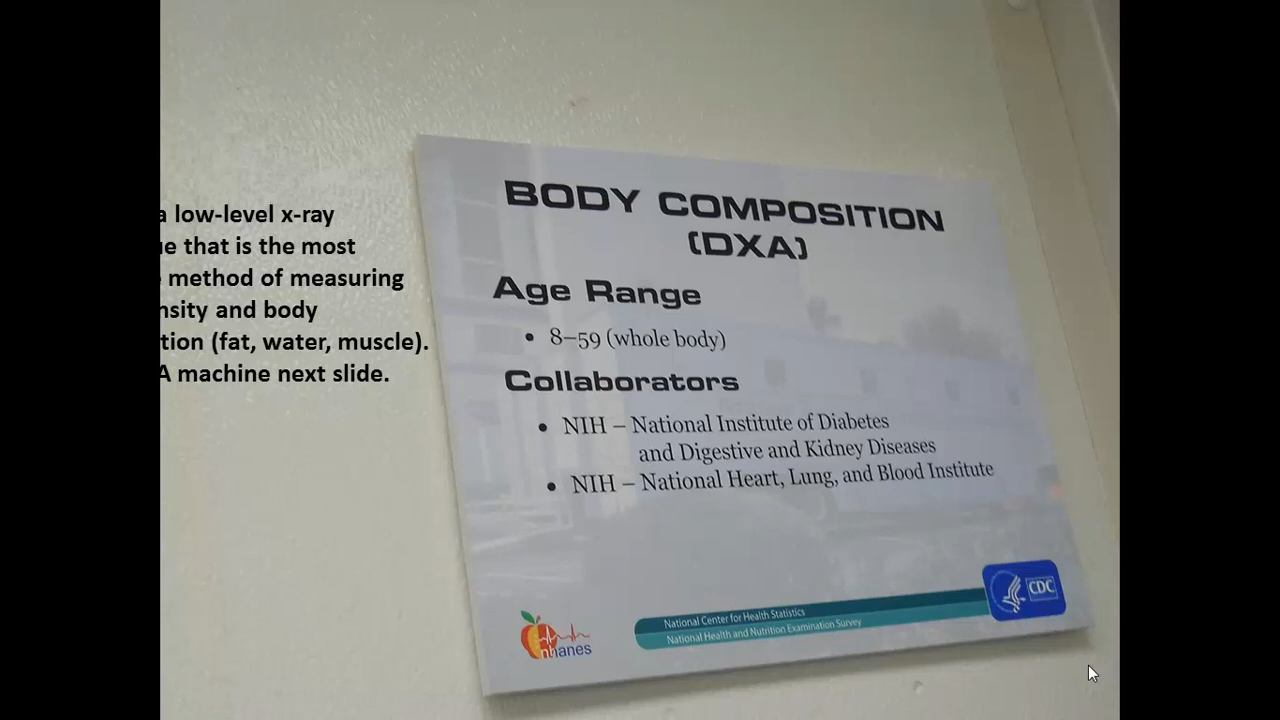 a low-level x-ray
that is the most
method of measuring
and body
(fat, water, muscle).
machine next slide.
BODY COMPOSITION
(DXA)
Age Range
• 8–59 (whole body)
Collaborators
• NIH – National Institute of Diabetes
and Digestive and Kidney Diseases
• NIH – National Heart, Lung, and Blood Institute
National Center for Health Statistics
National Health and Nutrition Examination Survey
nhanes
CDC